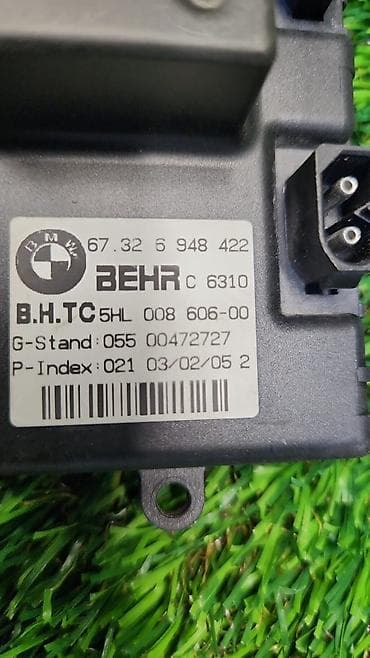 BMW
67.32 6 948 422
BEHR C 6310
B.H.TC 5HL 008 606-00
G-Stand:055 00472727
P-Index:021 03/02/05 2